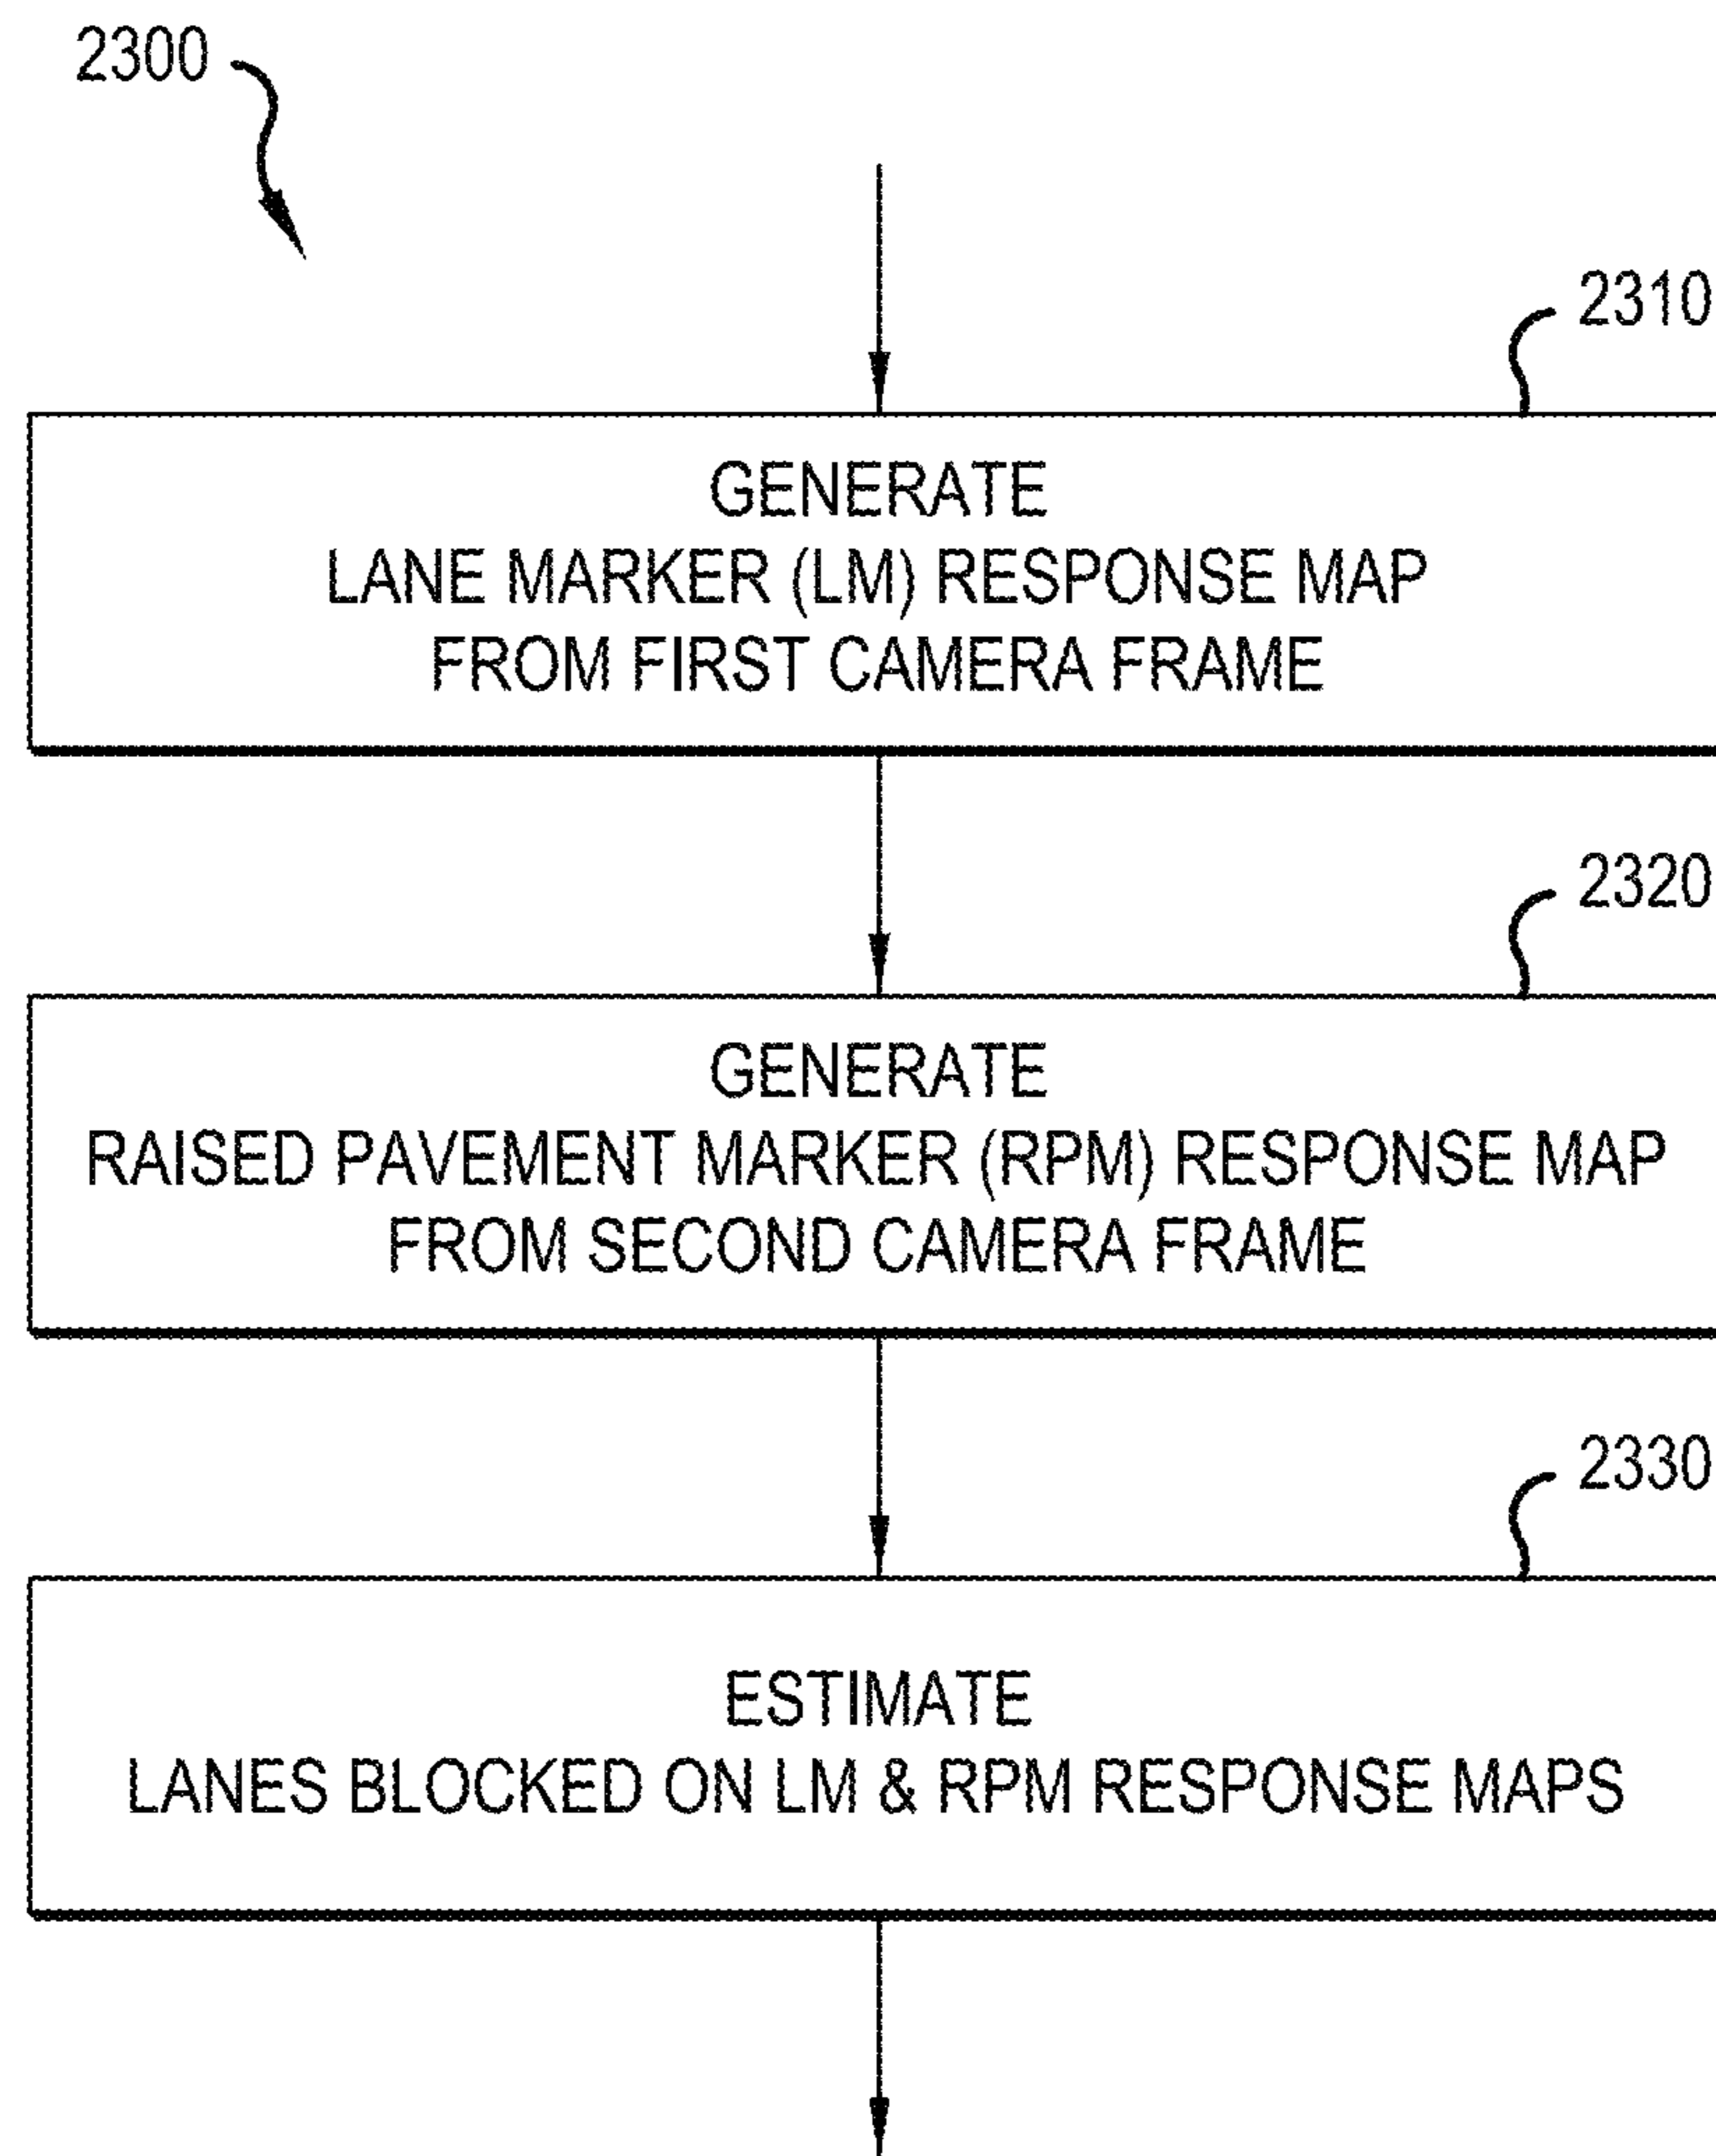 2300
2310
GENERATE
LANE MARKER (LM) RESPONSE MAP
FROM FIRST CAMERA FRAME
2320
GENERATE
RAISED PAVEMENT MARKER (RPM) RESPONSE MAP
FROM SECOND CAMERA FRAME
2330
ESTIMATE
LANES BLOCKED ON LM & RPM RESPONSE MAPS